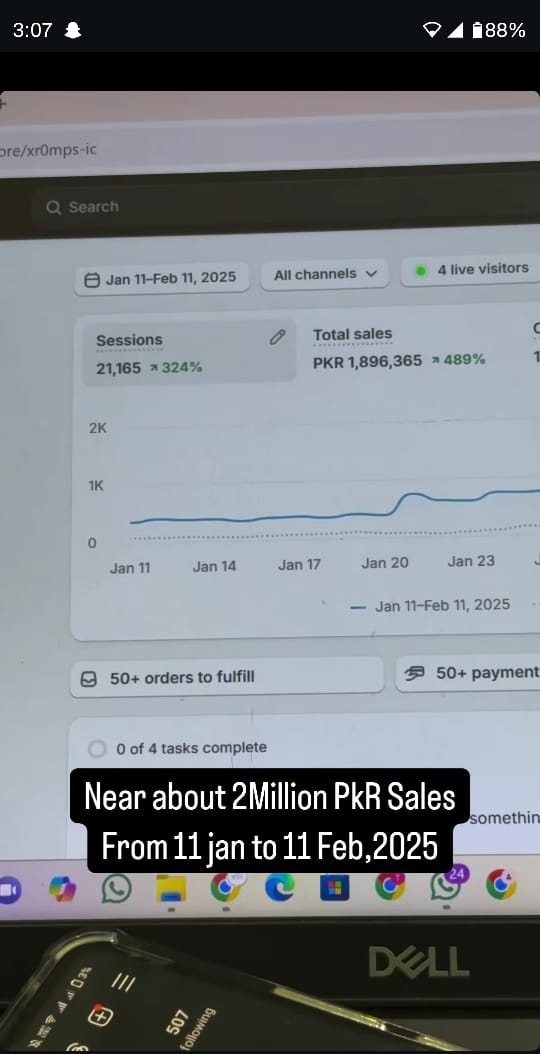 3:07 88%
ore/xr0mps-ic
Search
Jan 11–Feb 11, 2025 All channels 4 live visitors
Sessions Total sales
21,165 324% PKR 1,896,365 489%
2K
1K
0
Jan 11 Jan 14 Jan 17 Jan 20 Jan 23
Jan 11–Feb 11, 2025
50+ orders to fulfill 50+ payment
0 of 4 tasks complete
Near about 2Million PkR Sales
somethin
From 11 jan to 11 Feb,2025
24
DELL
3%
507
following